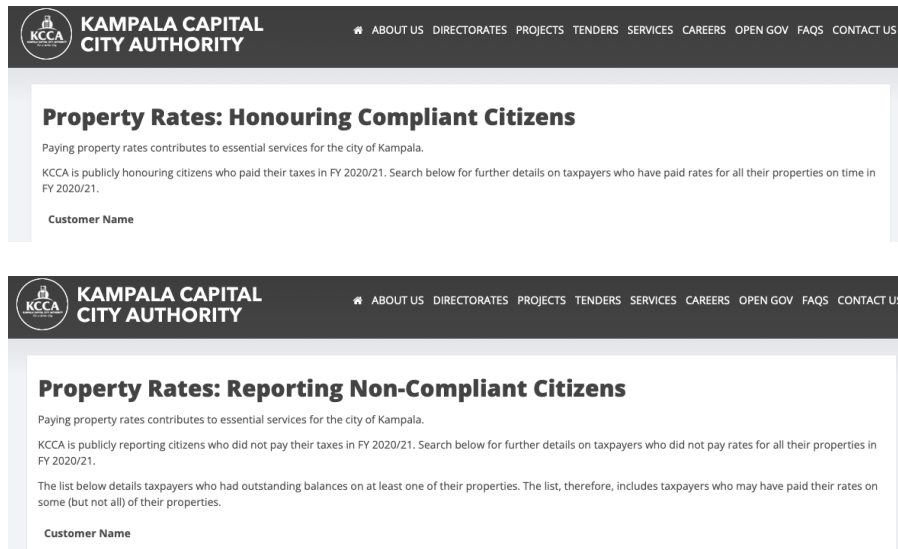 KCCA
KAMPALA CAPITAL
CITY AUTHORITY
ABOUT US DIRECTORATES PROJECTS TENDERS SERVICES CAREERS OPEN GOV FAQS CONTACT US
Property Rates: Honouring Compliant Citizens
Paying property rates contributes to essential services for the city of Kampala.
KCCA is publicly honouring citizens who paid their taxes in FY 2020/21. Search below for further details on taxpayers who have paid rates for all their properties on time in
FY 2020/21.
Customer Name
KCCA
KAMPALA CAPITAL
CITY AUTHORITY
ABOUT US DIRECTORATES PROJECTS TENDERS SERVICES CAREERS OPEN GOV FAQS CONTACT US
Property Rates: Reporting Non-Compliant Citizens
Paying property rates contributes to essential services for the city of Kampala.
KCCA is publicly reporting citizens who did not pay their taxes in FY 2020/21. Search below for further details on taxpayers who did not pay rates for all their properties in
FY 2020/21.
The list below details taxpayers who had outstanding balances on at least one of their properties. The list, therefore, includes taxpayers who may have paid their rates on
some (but not all) of their properties.
Customer Name